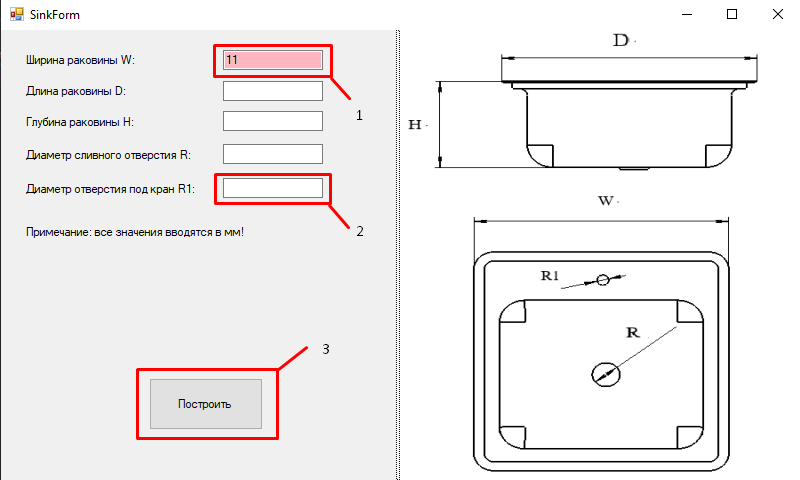 SinkForm
Ширина раковины W:
11
1
Длина раковины D:
Глубина раковины H:
Диаметр сливного отверстия R:
Диаметр отверстия под кран R1:
2
Примечание: все значения вводятся в мм!
3
Построить
D
H
W
R1
R